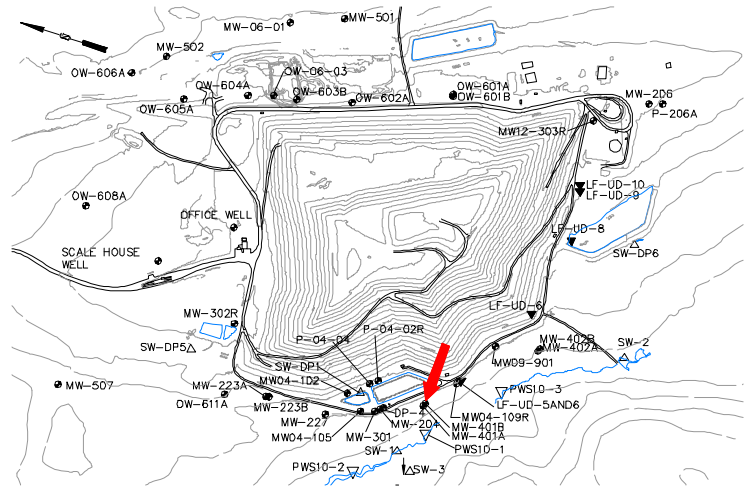 MW-06-01
MW-501
MW-502
OW-606A
OW-06-03
OW-604A
OW-603B
OW-601A
OW-601B
OW-602A
OW-605A
MW-206
P-206A
MW12-303R
LF-UD-10
LF-UD-9
OW-608A
OFFICE WELL
LF-UD-8
SW-DP6
SCALE HOUSE
WELL
LF-UD-6
MW-302R
P-04-04
P-04-02R
MW-402B
MW-402A
SW-2
SW-DP5
SW-DP1
MW09-901
MW-507
MW-223A
MW04-102
PWS10-3
OW-611A
MW-223B
LF-UD-5AND6
MW-227
DP-4
MW04-109R
MW-204
MW-401B
MW04-105
MW-301
MW-401A
SW-1
PWS10-1
PWS10-2
SW-3